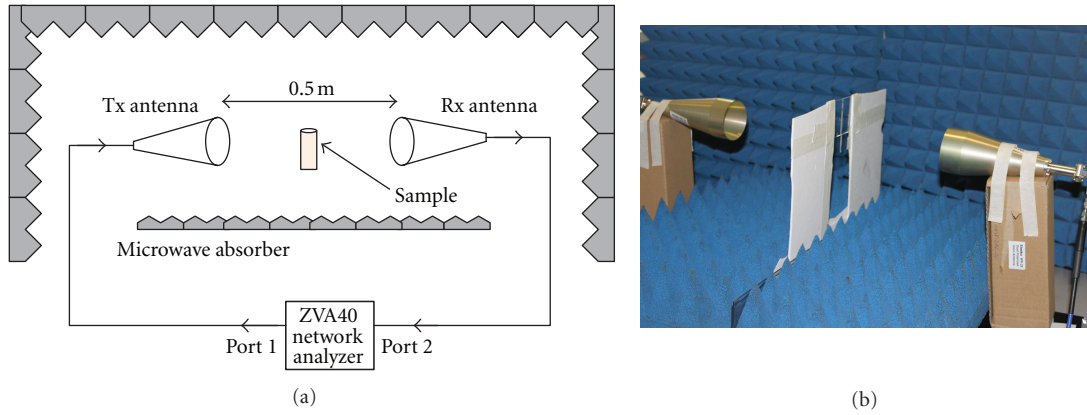 0.5 m
Tx antenna
Rx antenna
Sample
Microwave absorber
ZVA40
network
analyzer
Port 1
Port 2
(a)
(b)